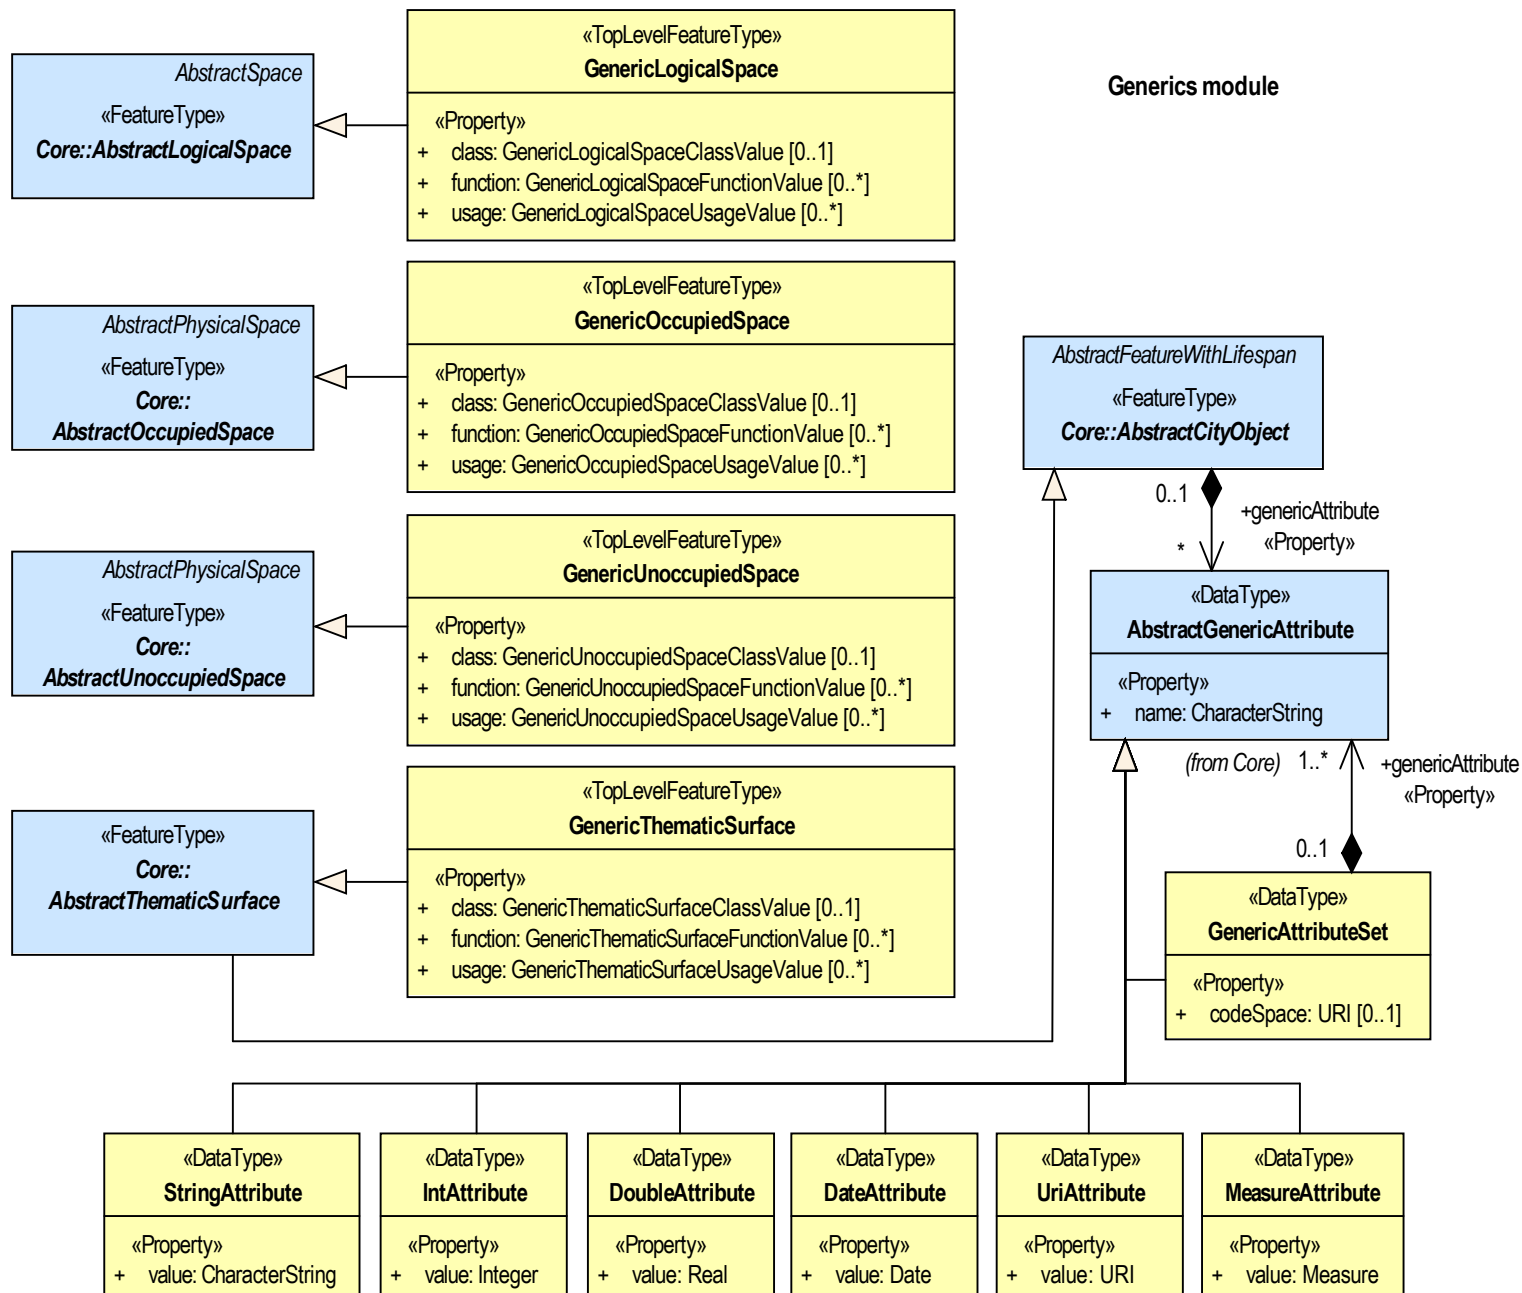 Generics module
AbstractSpace
«FeatureType»
Core::AbstractLogicalSpace
«TopLevelFeatureType»
GenericLogicalSpace
«Property»
+ class: GenericLogicalSpaceClassValue [0..1]
+ function: GenericLogicalSpaceFunctionValue [0..*]
+ usage: GenericLogicalSpaceUsageValue [0..*]
AbstractPhysicalSpace
«FeatureType»
Core::
AbstractOccupiedSpace
«TopLevelFeatureType»
GenericOccupiedSpace
«Property»
+ class: GenericOccupiedSpaceClassValue [0..1]
+ function: GenericOccupiedSpaceFunctionValue [0..*]
+ usage: GenericOccupiedSpaceUsageValue [0..*]
AbstractPhysicalSpace
«FeatureType»
Core::
AbstractUnoccupiedSpace
«TopLevelFeatureType»
GenericUnoccupiedSpace
«Property»
+ class: GenericUnoccupiedSpaceClassValue [0..1]
+ function: GenericUnoccupiedSpaceFunctionValue [0..*]
+ usage: GenericUnoccupiedSpaceUsageValue [0..*]
«FeatureType»
Core::
AbstractThematicSurface
«TopLevelFeatureType»
GenericThematicSurface
«Property»
+ class: GenericThematicSurfaceClassValue [0..1]
+ function: GenericThematicSurfaceFunctionValue [0..*]
+ usage: GenericThematicSurfaceUsageValue [0..*]
AbstractFeatureWithLifespan
«FeatureType»
Core::AbstractCityObject
0..1
+genericAttribute
«Property»
*
«DataType»
AbstractGenericAttribute
«Property»
+ name: CharacterString
(from Core)
1..*
+genericAttribute
«Property»
0..1
«DataType»
GenericAttributeSet
«Property»
+ codeSpace: URI [0..1]
«DataType»
StringAttribute
«Property»
+ value: CharacterString
«DataType»
IntAttribute
«Property»
+ value: Integer
«DataType»
DoubleAttribute
«Property»
+ value: Real
«DataType»
DateAttribute
«Property»
+ value: Date
«DataType»
UriAttribute
«Property»
+ value: URI
«DataType»
MeasureAttribute
«Property»
+ value: Measure